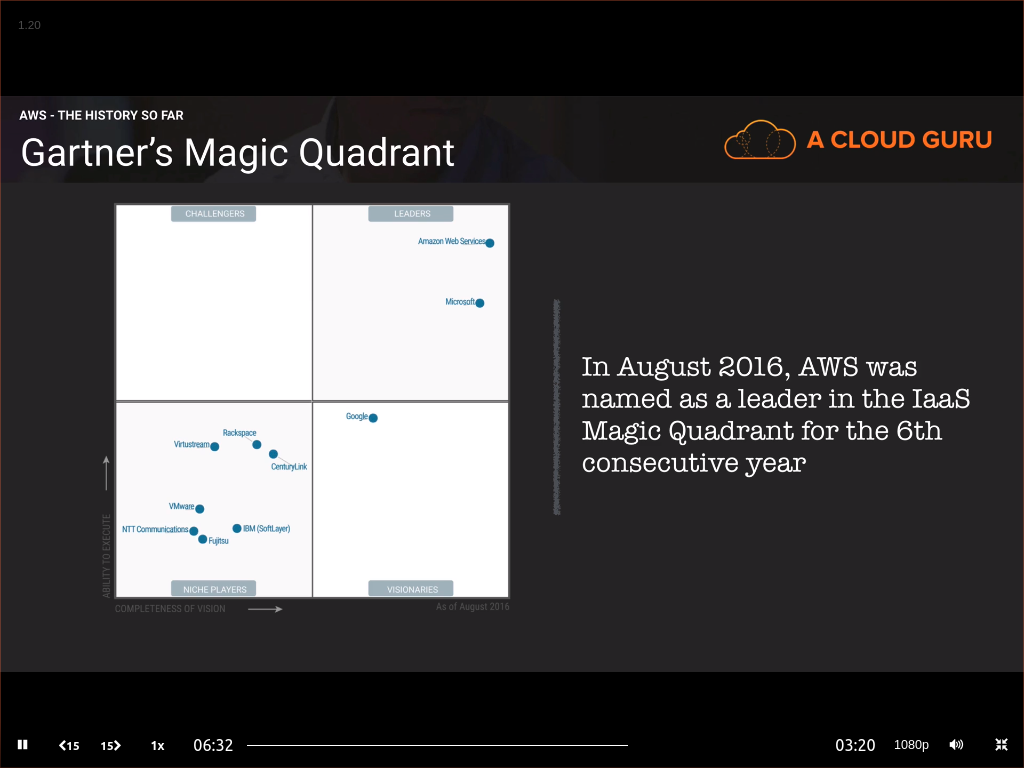 1.20
AWS - THE HISTORY SO FAR
Gartner's Magic Quadrant
A CLOUD GURU
CHALLENGERS
LEADERS
Amazon Web Services
Microsoft
Google
Rackspace
Virtustream
CenturyLink
VMware
NTT Communications
IBM (SoftLayer)
Fujitsu
NICHE PLAYERS
VISIONARIES
ABILITY TO EXECUTE
COMPLETENESS OF VISION
As of August 2016
In August 2016, AWS was
named as a leader in the IaaS
Magic Quadrant for the 6th
consecutive year
15
15
1x
06:32
03:20
1080p